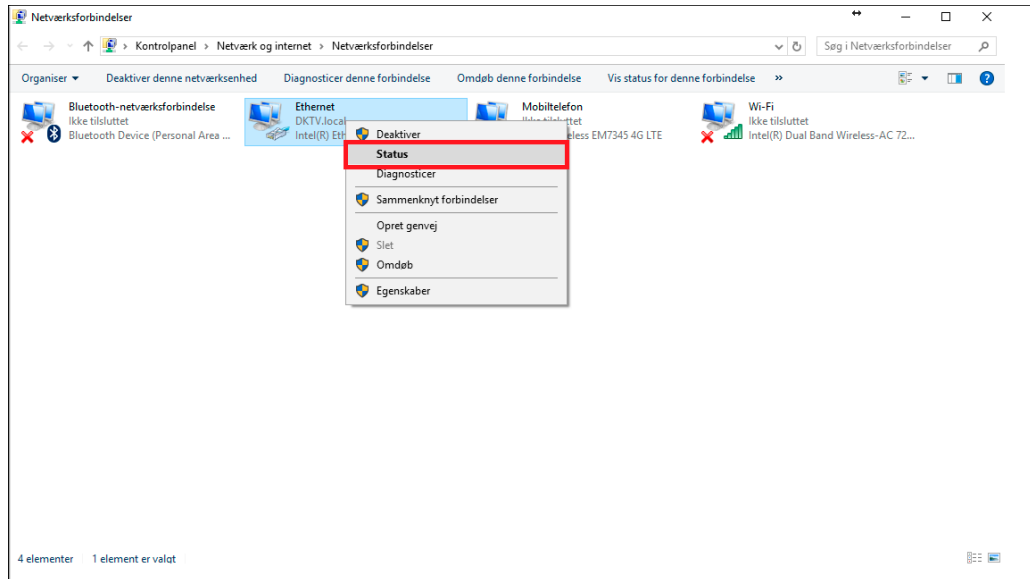 Netværksforbindelser
Kontrolpanel › Netværk og internet › Netværksforbindelser
Søg i Netværksforbindelser
Organiser
Deaktiver denne netværksenhed
Diagnosticer denne forbindelse
Omdøb denne forbindelse
Vis status for denne forbindelse
»
Bluetooth-netværksforbindelse
Ikke tilsluttet
Bluetooth Device (Personal Area ...
Ethernet
DKTV.local
Intel(R) Eth
Mobiltelefon
Ikke tilsluttet
eless EM7345 4G LTE
Wi-Fi
Ikke tilsluttet
Intel(R) Dual Band Wireless-AC 72...
Deaktiver
Status
Diagnosticer
Sammenknyt forbindelser
Opret genvej
Slet
Omdøb
Egenskaber
4 elementer
1 element er valgt